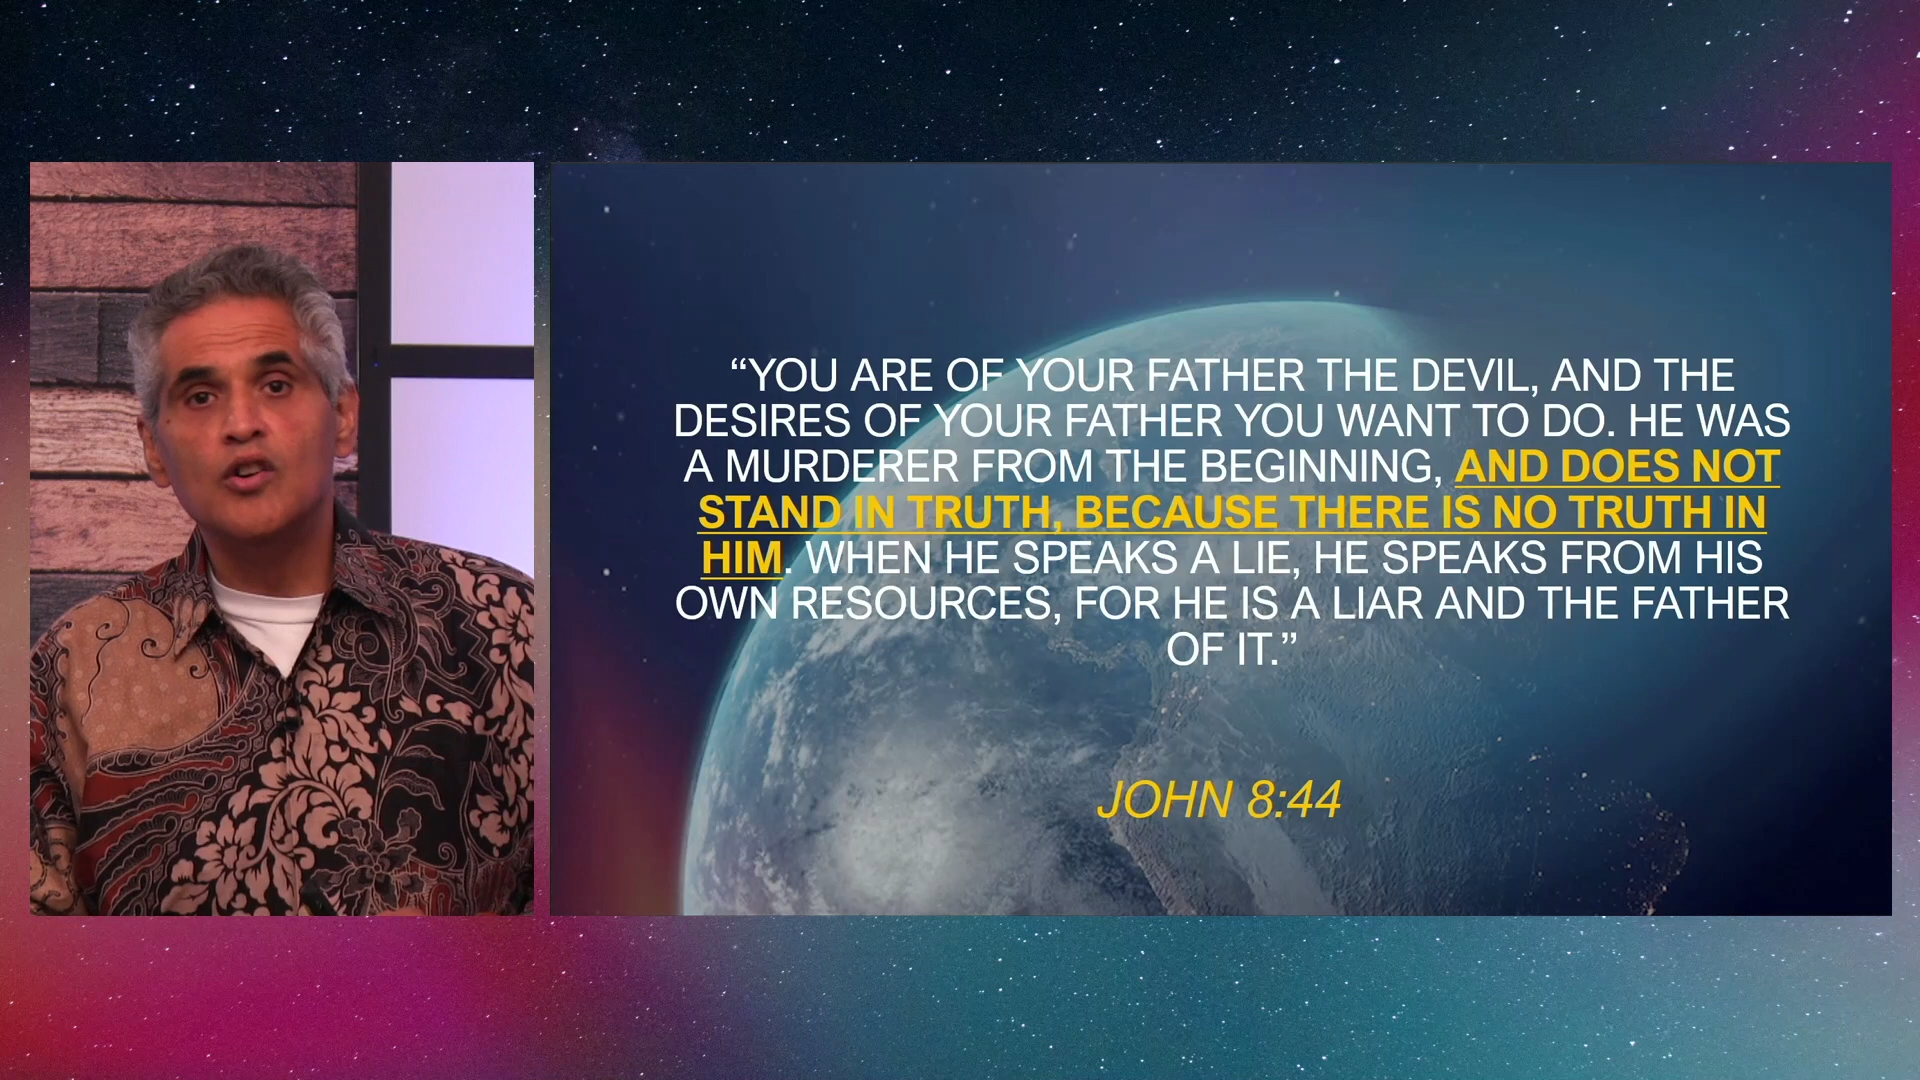 “YOU ARE OF YOUR FATHER THE DEVIL, AND THE
DESIRES OF YOUR FATHER YOU WANT TO DO. HE WAS
A MURDERER FROM THE BEGINNING, AND DOES NOT
STAND IN TRUTH, BECAUSE THERE IS NO TRUTH IN
HIM. WHEN HE SPEAKS A LIE, HE SPEAKS FROM HIS
OWN RESOURCES, FOR HE IS A LIAR AND THE FATHER
OF IT.”
JOHN 8:44